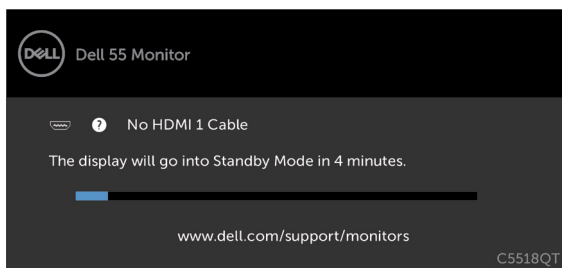 DELL
Dell 55 Monitor
? No HDMI 1 Cable
The display will go into Standby Mode in 4 minutes.
www.dell.com/support/monitors
C5518QT